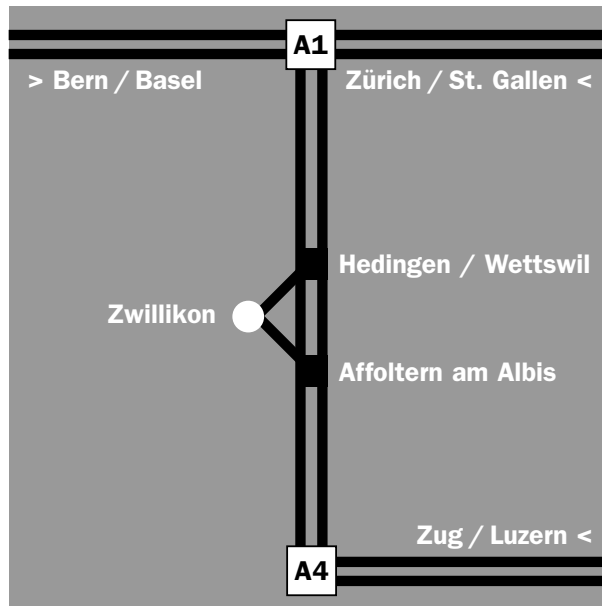 A1
> Bern / Basel
Zürich / St. Gallen <
Hedingen / Wettswil
Zwillikon
Affoltern am Albis
Zug / Luzern <
A4